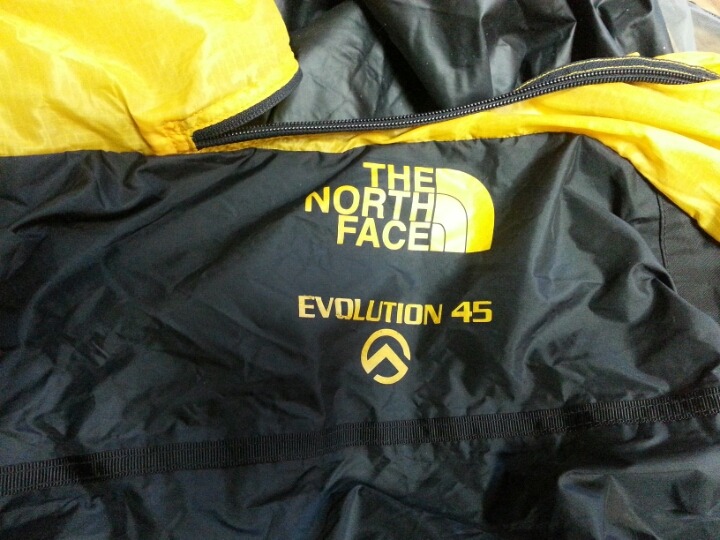 THE
NORTH
FACE
EVOLUTION 45